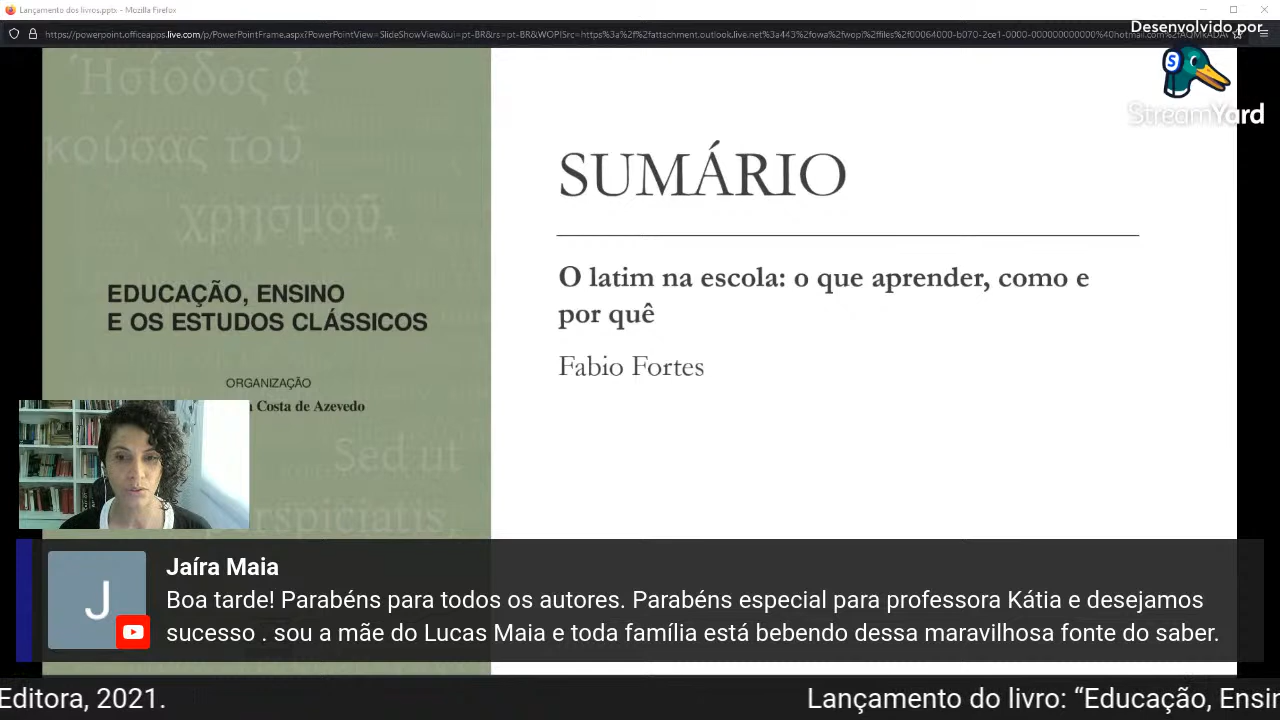 Lançamento dos livros.pptx - Mozilla Firefox
Desenvolvido por
StreamYard
Ἡσίοδος ἀ
κούσας τοῦ
χρησμοῦ,
EDUCAÇÃO, ENSINO
E OS ESTUDOS CLÁSSICOS
ORGANIZAÇÃO
Costa de Azevedo
Sed ut
perspiciatis,
SUMÁRIO
O latim na escola: o que aprender, como e
por quê
Fabio Fortes
J
Jaíra Maia
Boa tarde! Parabéns para todos os autores. Parabéns especial para professora Kátia e desejamos
sucesso . sou a mãe do Lucas Maia e toda família está bebendo dessa maravilhosa fonte do saber.
Editora, 2021. Lançamento do livro: “Educação, Ensin